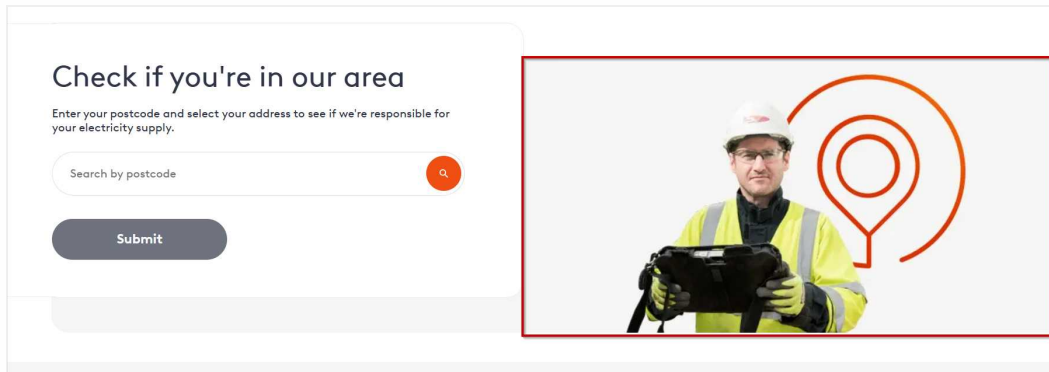 Check if you're in our area
Enter your postcode and select your address to see if we're responsible for
your electricity supply.
Search by postcode
Submit